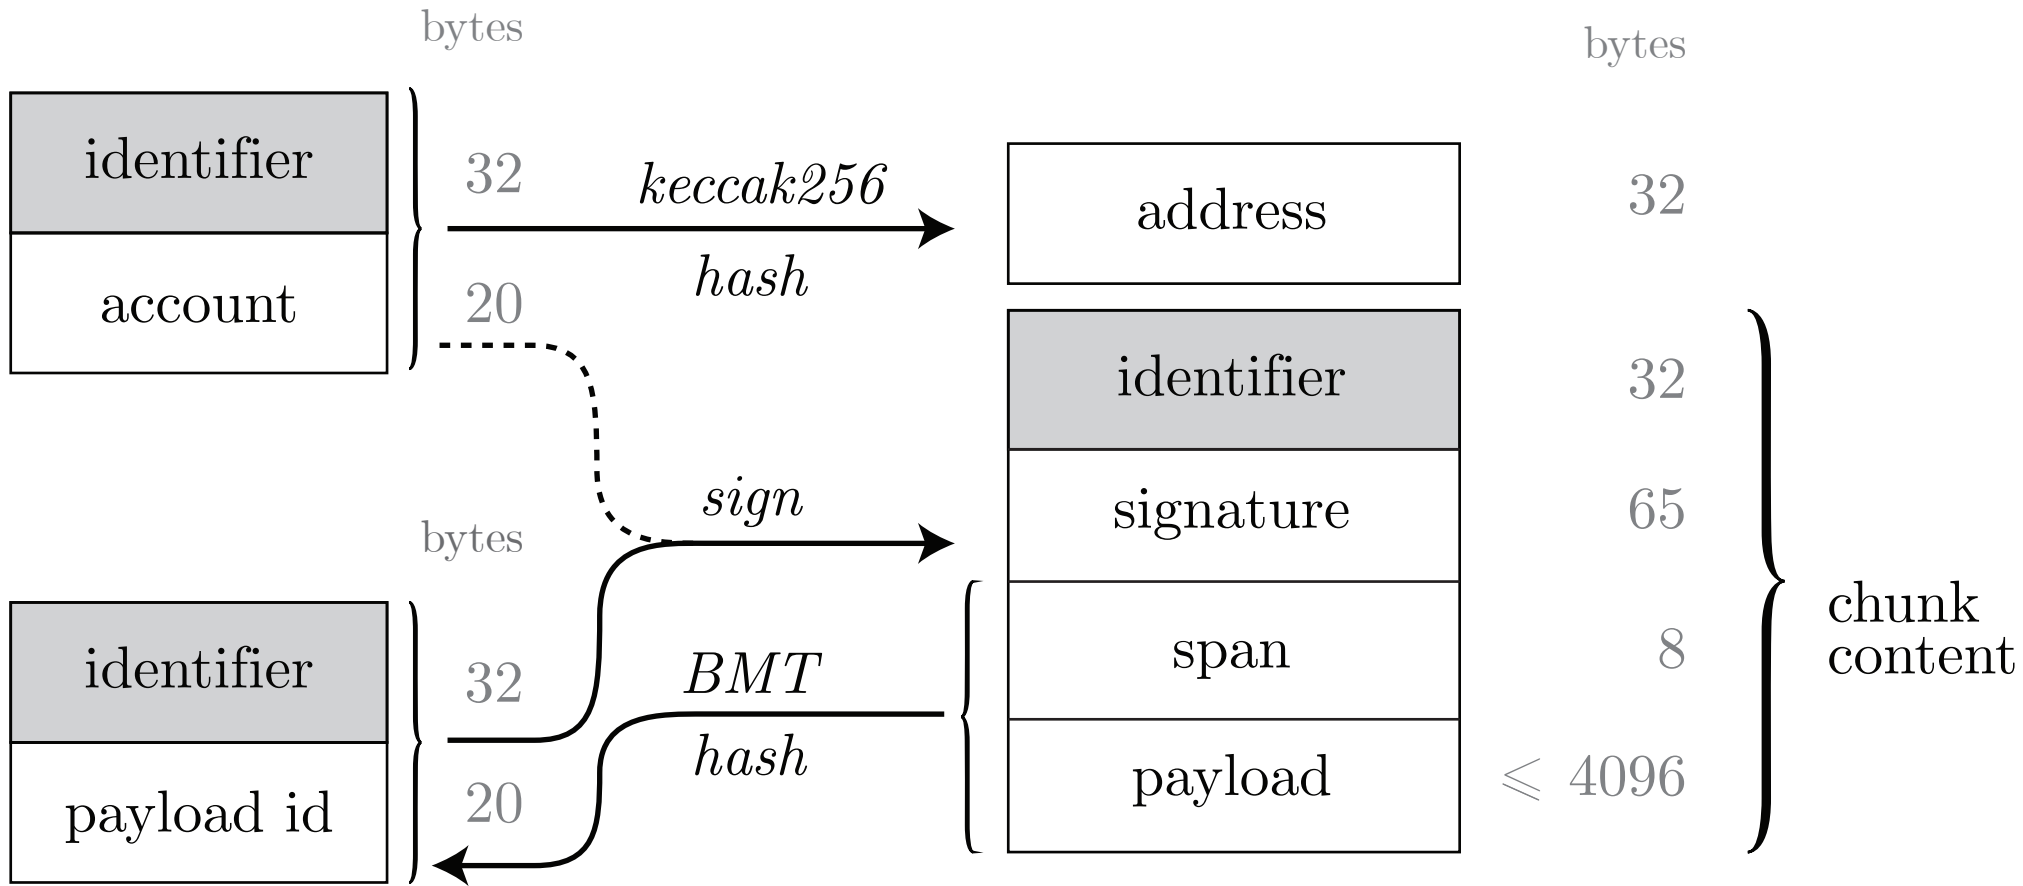 bytes
identifier
32
account
20
keccak256
hash
bytes
address
32
identifier
32
signature
65
span
8
payload
⩽ 4096
chunk
content
sign
BMT
hash
bytes
identifier
32
payload id
20